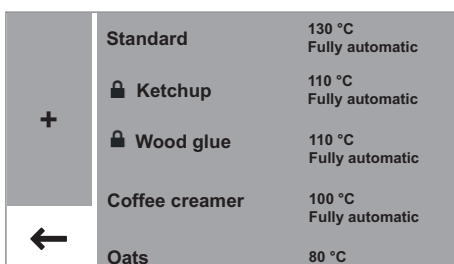 Standard 130 °C
Fully automatic
Ketchup 110 °C
Fully automatic
+
Wood glue 110 °C
Fully automatic
Coffee creamer 100 °C
Fully automatic
Oats 80 °C